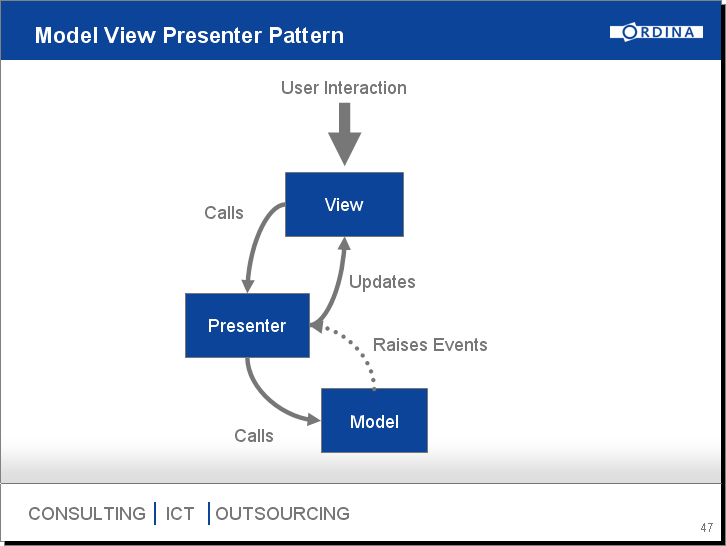 Model View Presenter Pattern
ORDINA
User Interaction
View
Calls
Updates
Presenter
Raises Events
Model
Calls
CONSULTING | ICT | OUTSOURCING
47